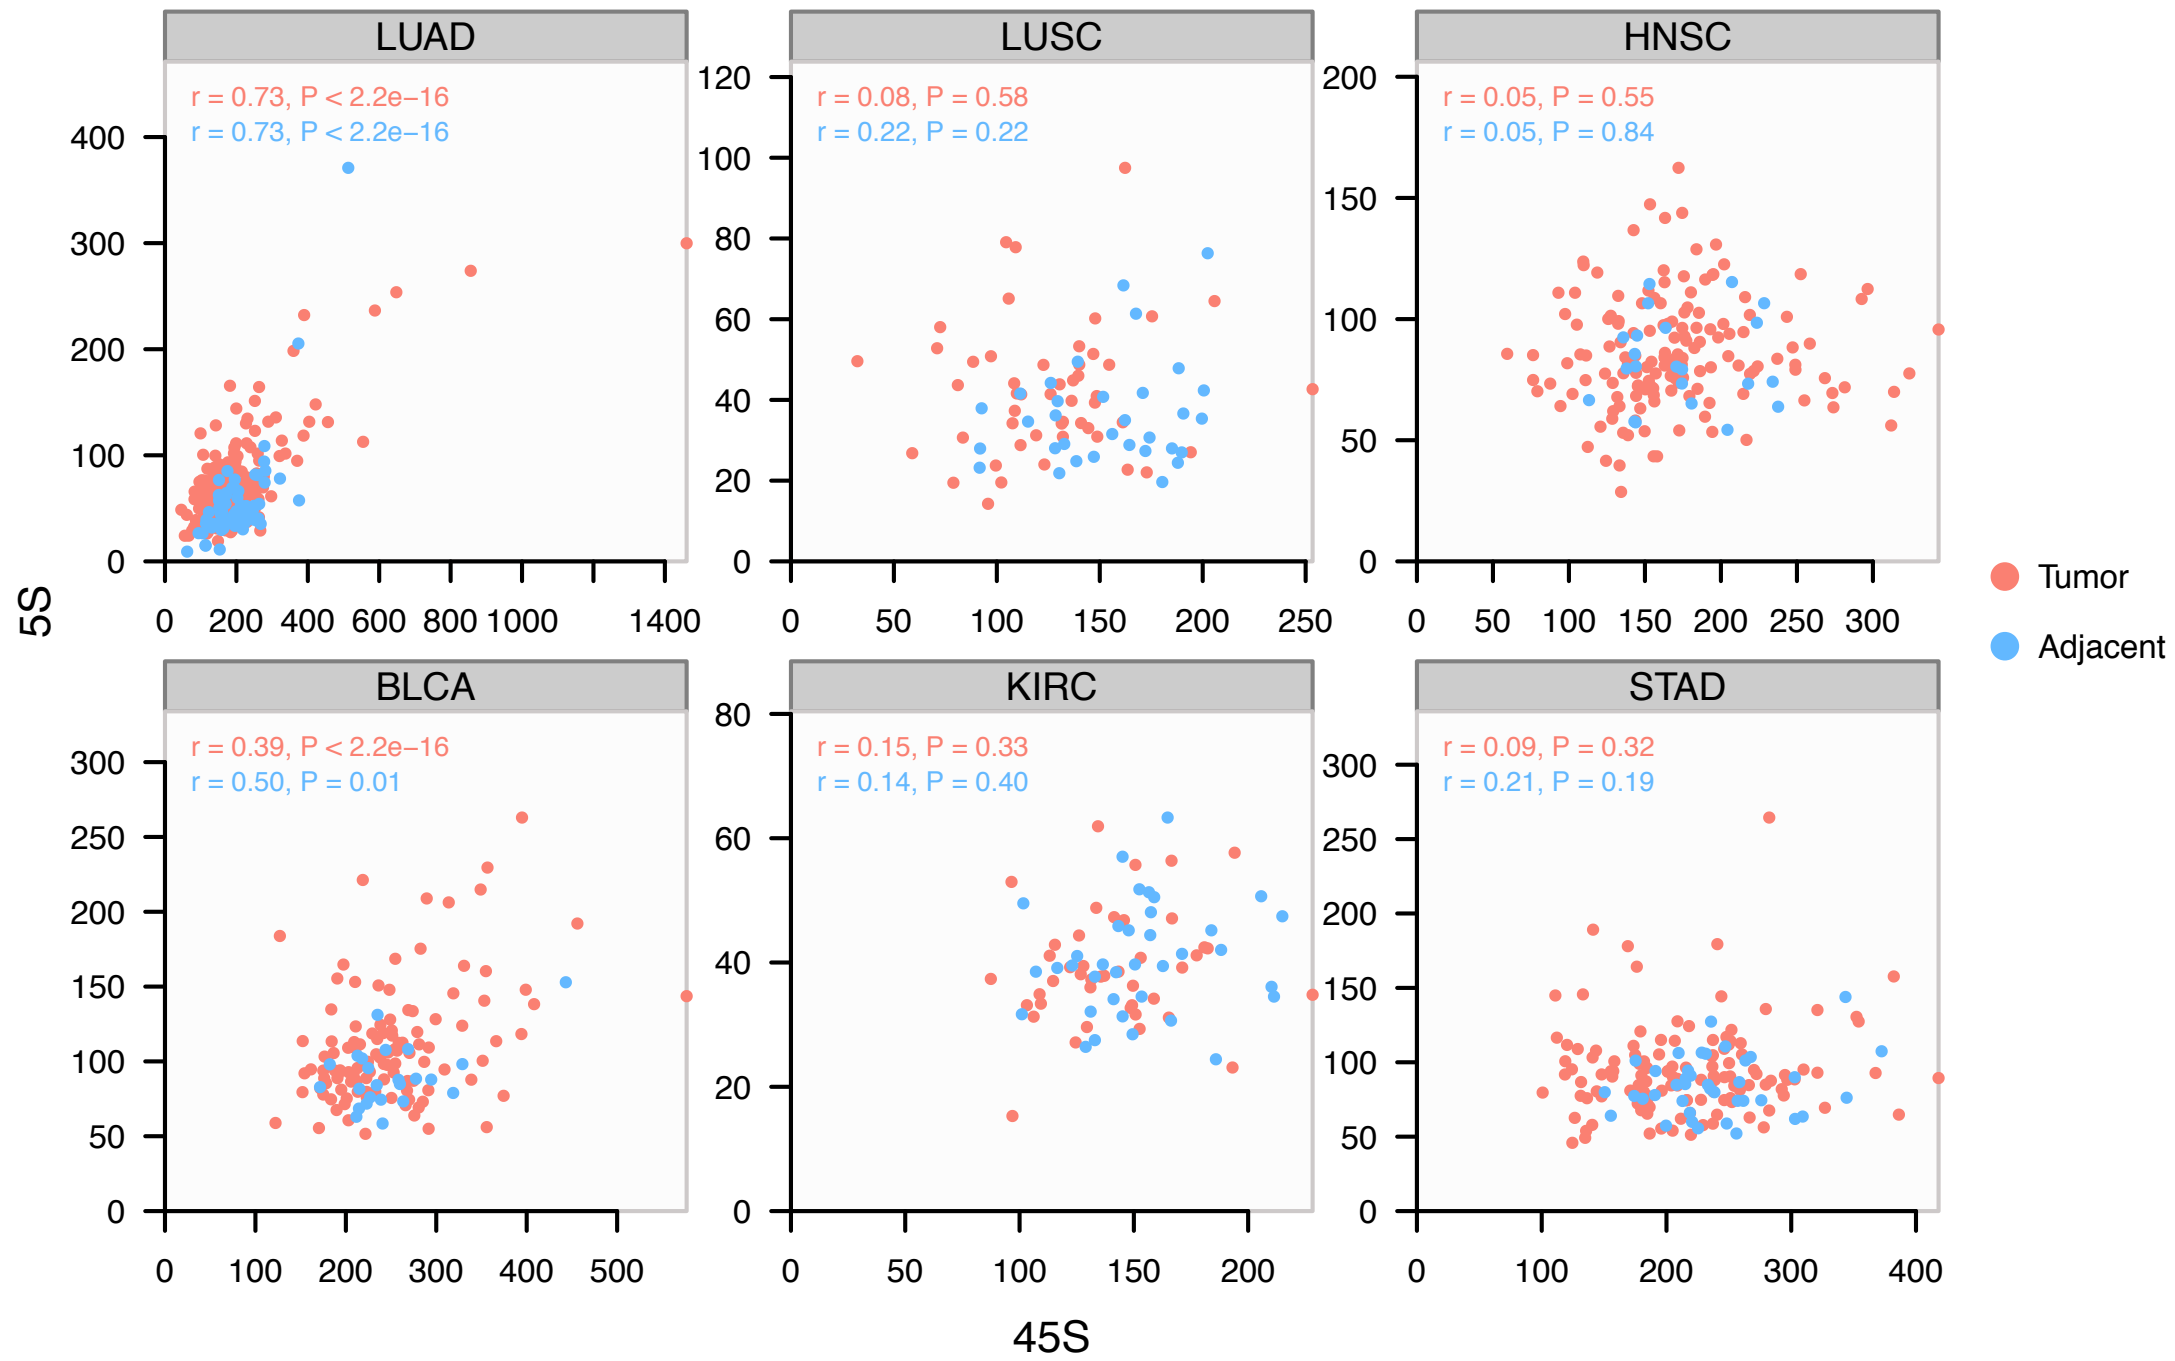 LUAD
LUSC
HNSC
r = 0.73, P < 2.2e−16
r = 0.73, P < 2.2e−16
r = 0.08, P = 0.58
r = 0.22, P = 0.22
r = 0.05, P = 0.55
r = 0.05, P = 0.84
400
300
200
100
0
120
100
80
60
40
20
0
200
150
100
50
0
0 200 400 600 800 1000 1400
0 50 100 150 200 250
0 50 100 150 200 250 300
5S
Tumor
Adjacent
BLCA
KIRC
STAD
r = 0.39, P < 2.2e−16
r = 0.50, P = 0.01
r = 0.15, P = 0.33
r = 0.14, P = 0.40
r = 0.09, P = 0.32
r = 0.21, P = 0.19
300
250
200
150
100
50
0
80
60
40
20
0
300
250
200
150
100
50
0
0 100 200 300 400 500
0 50 100 150 200
0 100 200 300 400
45S